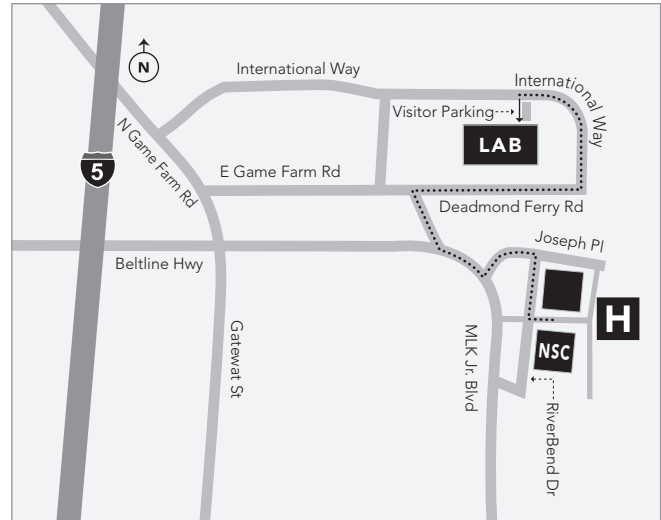 N
International Way
International Way
Visitor Parking
LAB
5
N Game Farm Rd
E Game Farm Rd
Deadmond Ferry Rd
Joseph Pl
Beltline Hwy
H
Gatewat St
MLK Jr. Blvd
NSC
RiverBend Dr